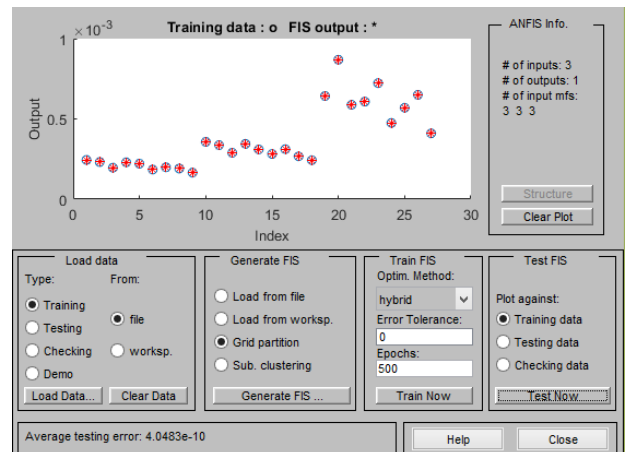 × 10^-3
Training data : o   FIS output : *
1
0.5
0
Output
0 5 10 15 20 25 30
Index
ANFIS Info.
# of inputs: 3
# of outputs: 1
# of input mfs:
3 3 3
Structure
Clear Plot
Load data
Type: From:
Training
Testing
Checking
Demo
file
worksp.
Load Data...
Clear Data
Generate FIS
Load from file
Load from worksp.
Grid partition
Sub. clustering
Generate FIS ...
Train FIS
Optim. Method:
hybrid
Error Tolerance:
0
Epochs:
500
Train Now
Test FIS
Plot against:
Training data
Testing data
Checking data
Test Now
Average testing error: 4.0483e-10
Help
Close